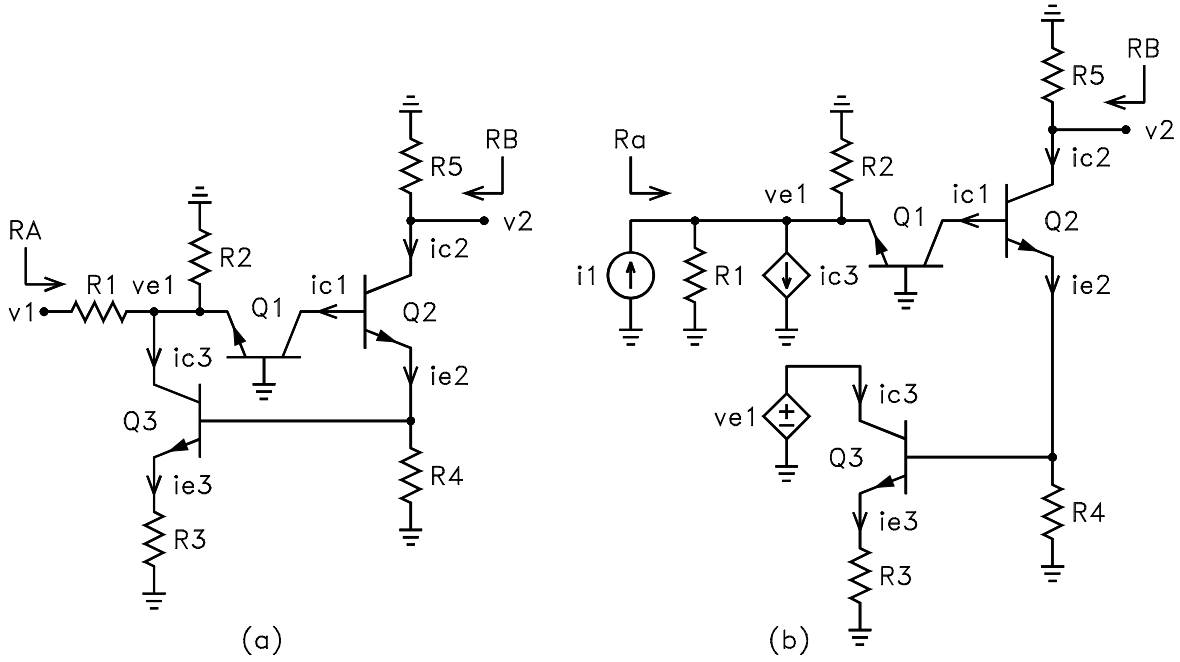 RA
v1
R1
ve1
R2
Q1
ic1
R5
RB
v2
ic2
Q2
ic3
ie2
Q3
ie3
R3
R4
(a)
Ra
i1
R1
ve1
ic3
R2
Q1
ic1
R5
RB
v2
ic2
Q2
ie2
ve1
+
−
ic3
Q3
ie3
R3
R4
(b)